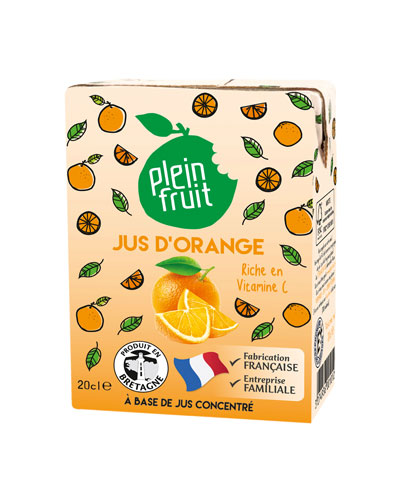 plein
fruit
JUS D'ORANGE
Riche en
Vitamine C
PRODUIT EN
BRETAGNE
Fabrication
FRANÇAISE
Entreprise
FAMILIALE
20cl e
À BASE DE JUS CONCENTRÉ